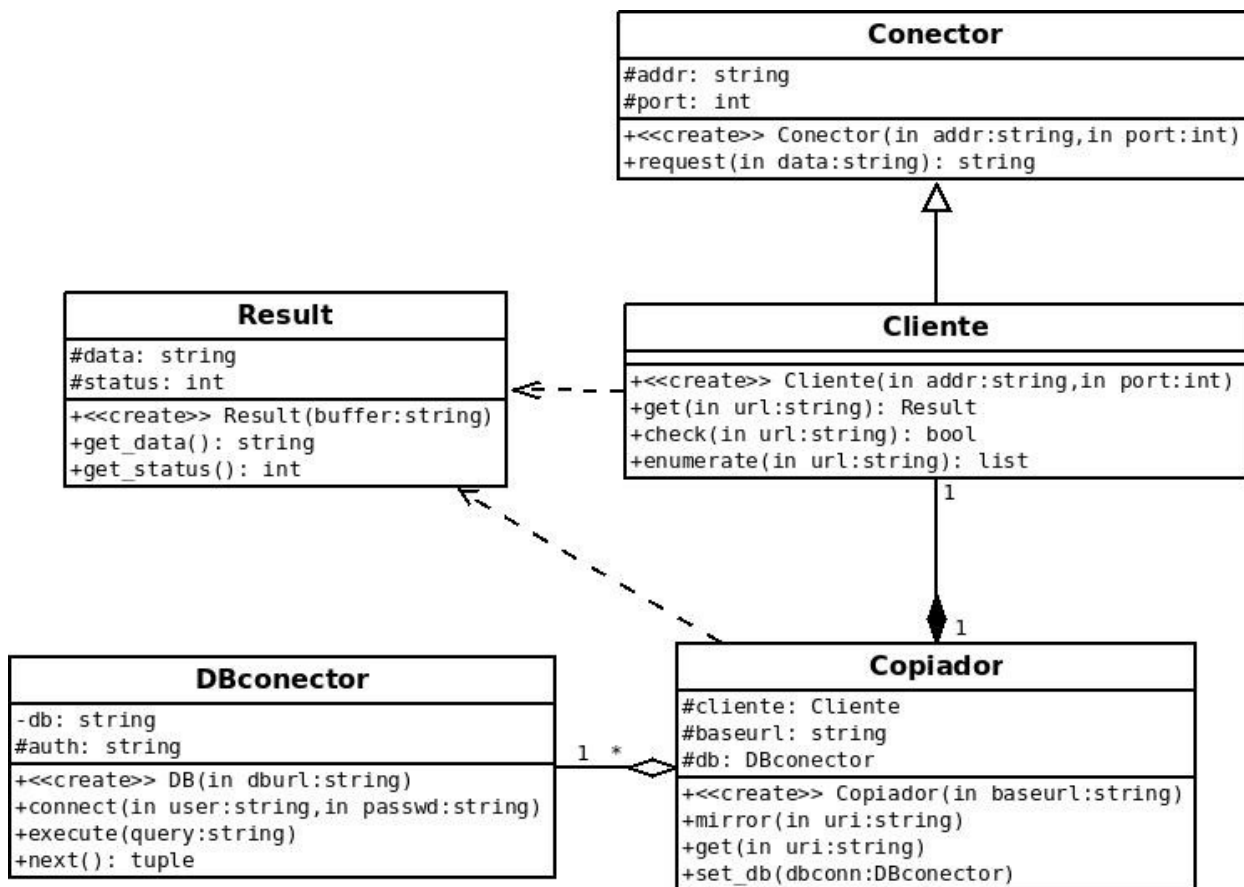 Conector
#addr: string
#port: int
+<<create>> Conector(in addr:string,in port:int)
+request(in data:string): string
Result
#data: string
#status: int
+<<create>> Result(buffer:string)
+get_data(): string
+get_status(): int
Cliente
+<<create>> Cliente(in addr:string,in port:int)
+get(in url:string): Result
+check(in url:string): bool
+enumerate(in url:string): list
1
1
DBconector
-db: string
#auth: string
+<<create>> DB(in dburl:string)
+connect(in user:string,in passwd:string)
+execute(query:string)
+next(): tuple
1 *
Copiador
#cliente: Cliente
#baseurl: string
#db: DBconector
+<<create>> Copiador(in baseurl:string)
+mirror(in uri:string)
+get(in uri:string)
+set_db(dbconn:DBconector)